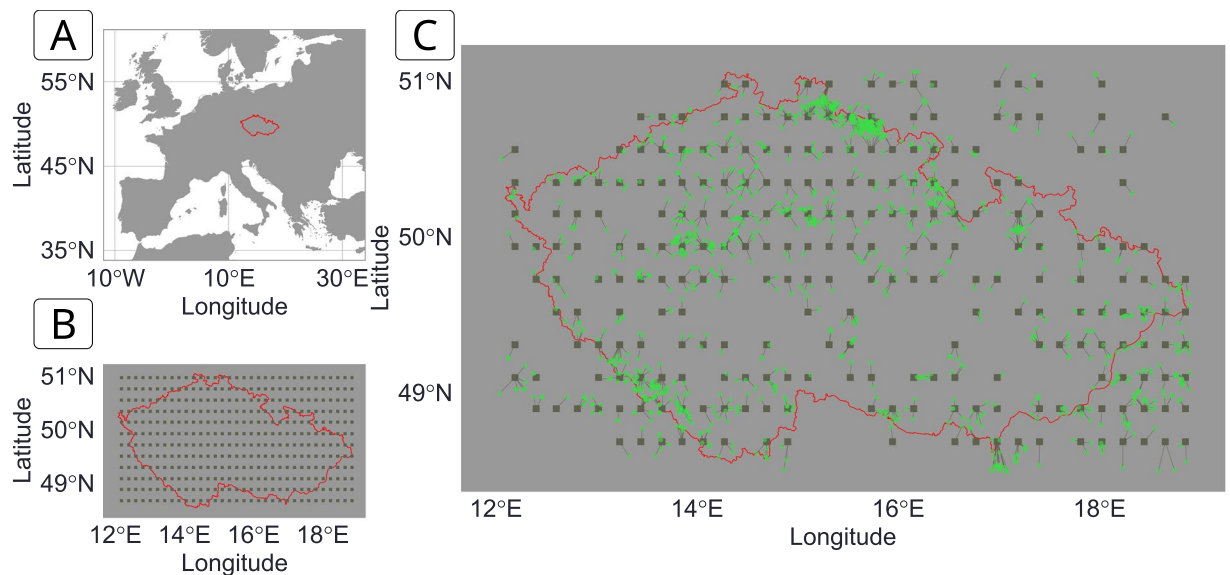 A
55°N
45°N
35°N
10°W
10°E
30°E
Latitude
Longitude
B
51°N
50°N
49°N
12°E
14°E
16°E
18°E
Latitude
Longitude
C
51°N
50°N
49°N
12°E
14°E
16°E
18°E
Latitude
Longitude